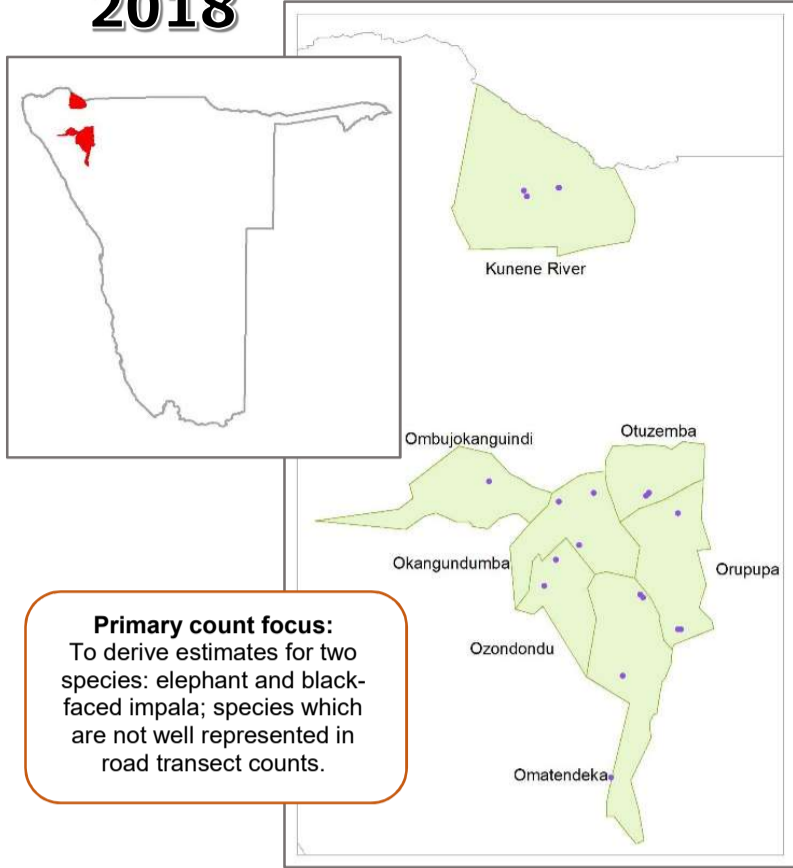 2018
Kunene River
Ombujokanguindi
Otuzemba
Okangundumba
Orupupa
Ozondondu
Omatendeka
Primary count focus:
To derive estimates for two
species: elephant and black-
faced impala; species which
are not well represented in
road transect counts.